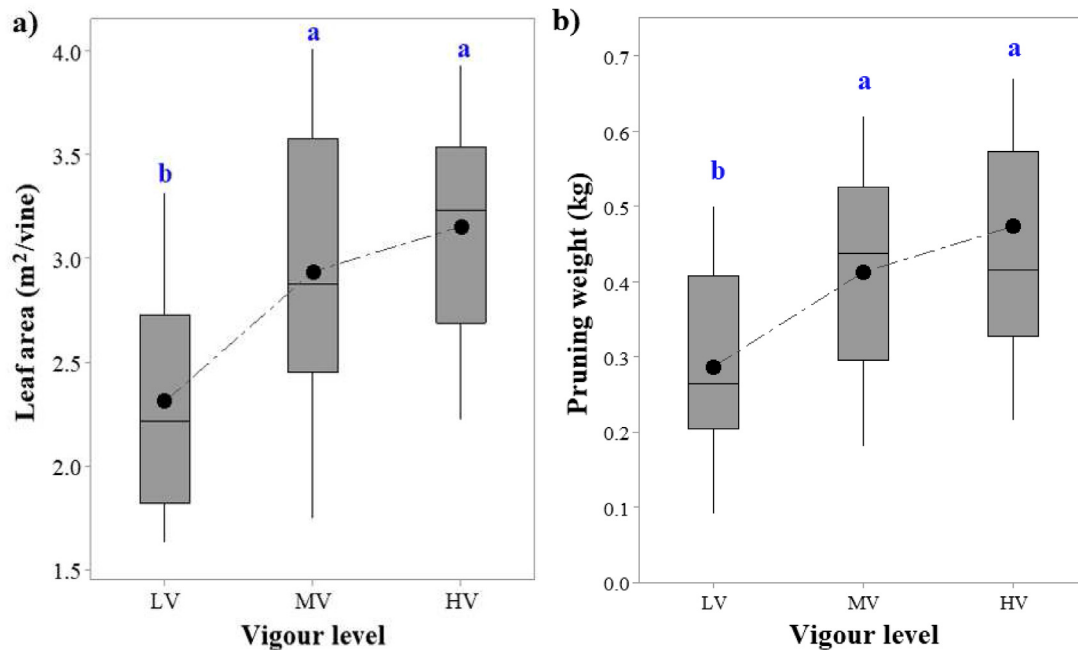 a)
Leaf area (m²/vine)
4.0
3.5
3.0
2.5
2.0
1.5
b
a
a
LV
MV
HV
Vigour level
b)
Pruning weight (kg)
0.7
0.6
0.5
0.4
0.3
0.2
0.1
0.0
b
a
a
LV
MV
HV
Vigour level